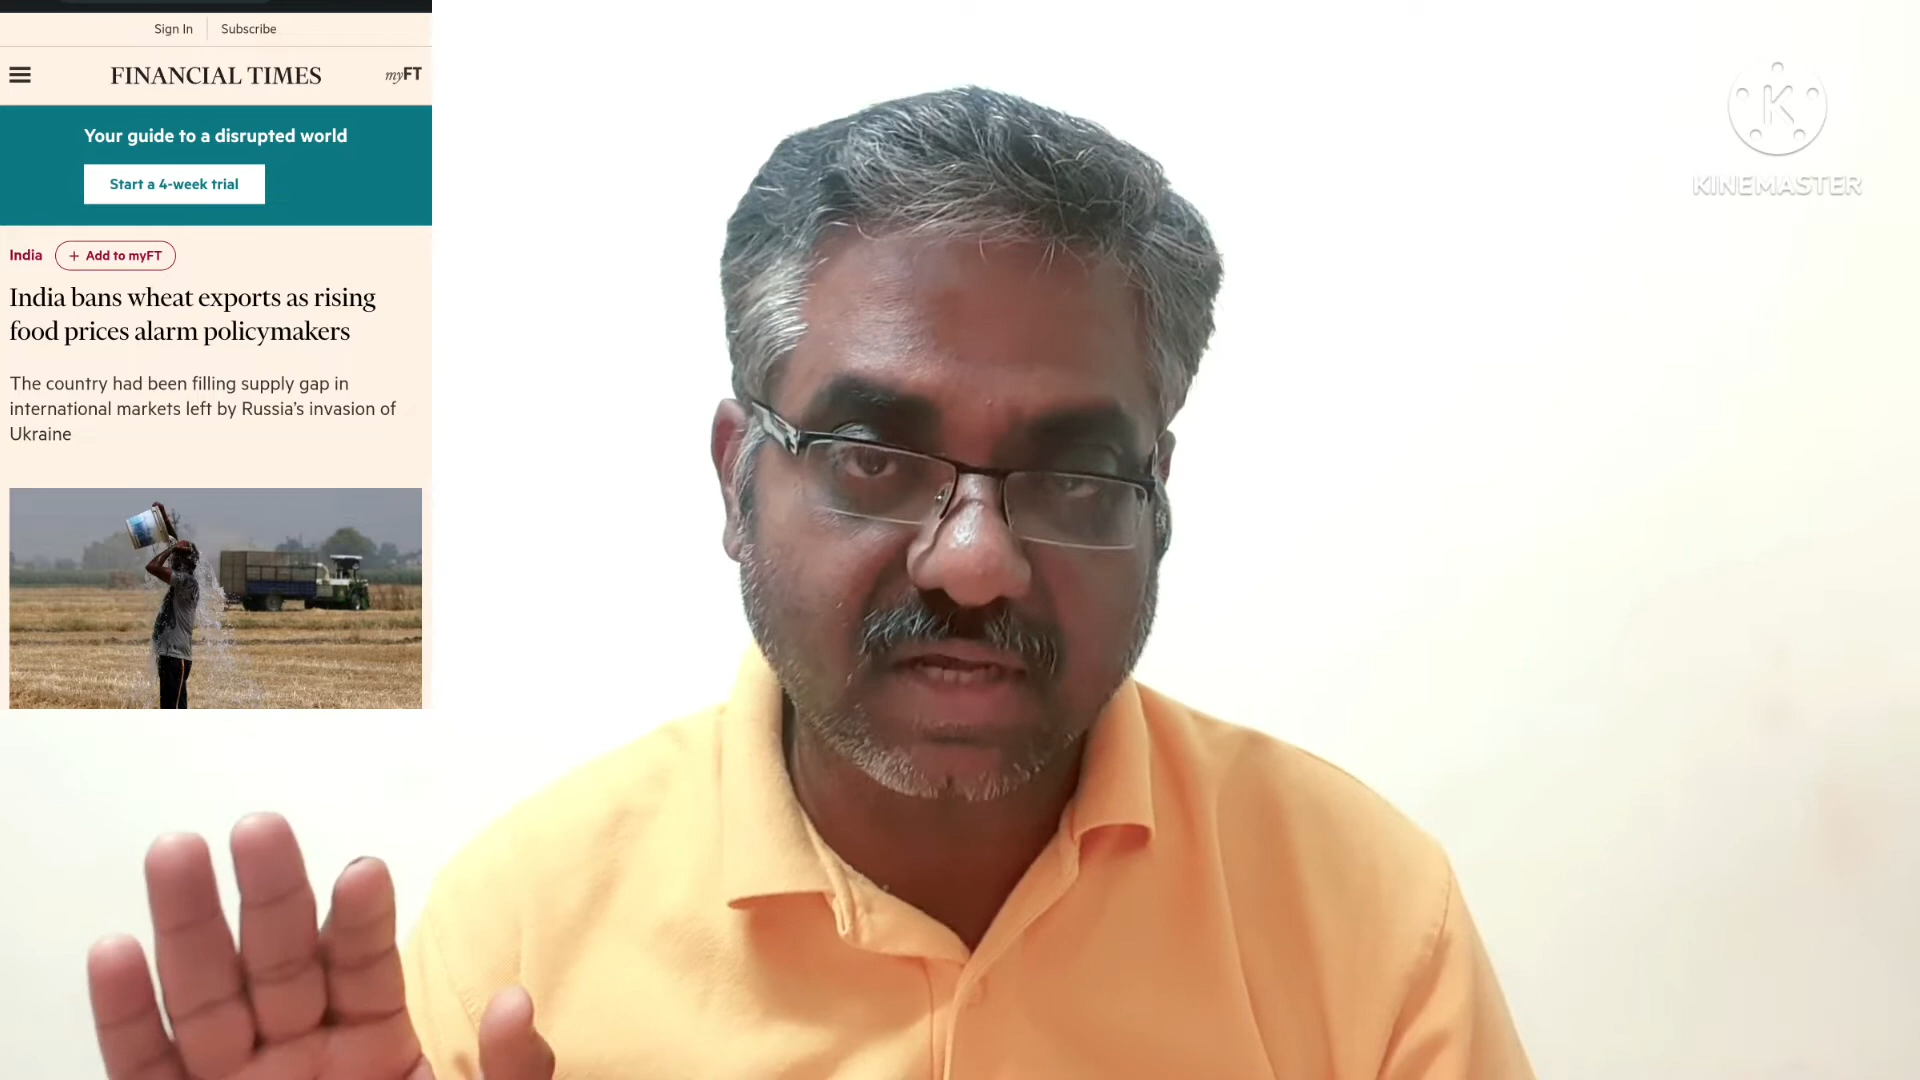 Sign In
Subscribe
FINANCIAL TIMES
myFT
Your guide to a disrupted world
Start a 4-week trial
India
+ Add to myFT
India bans wheat exports as rising
food prices alarm policymakers
The country had been filling supply gap in
international markets left by Russia’s invasion of
Ukraine
K
KINEMASTER